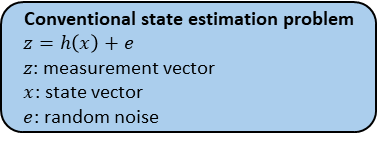 Conventional state estimation problem
z = h(x) + e
z: measurement vector
x: state vector
e: random noise